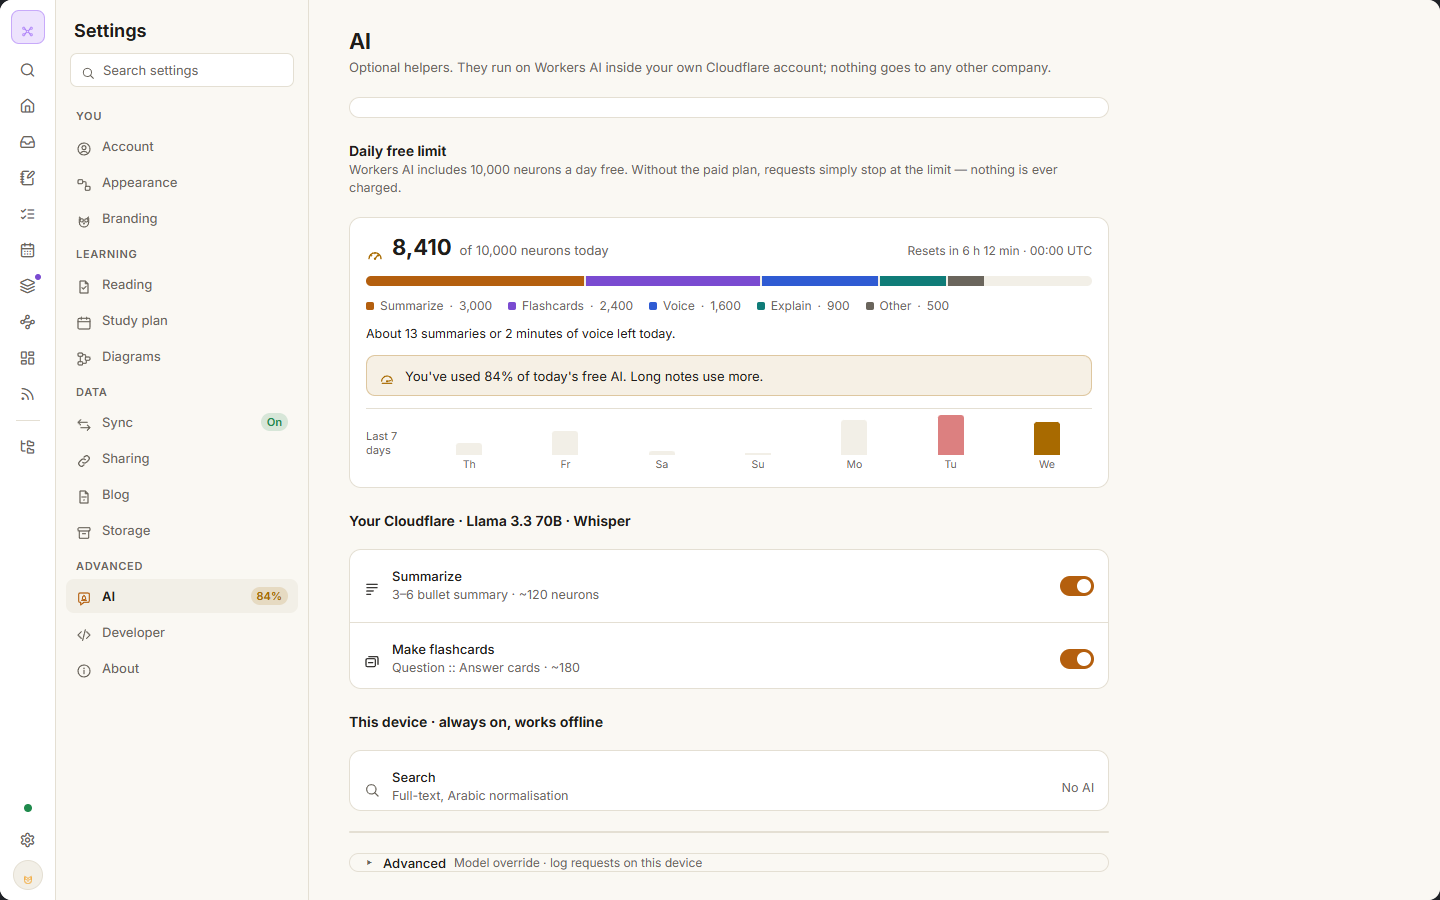 Settings
Search settings
YOU
Account
Appearance
Branding
LEARNING
Reading
Study plan
Diagrams
DATA
Sync On
Sharing
Blog
Storage
ADVANCED
AI 84%
Developer
About
AI
Optional helpers. They run on Workers AI inside your own Cloudflare account; nothing goes to any other company.
Daily free limit
Workers AI includes 10,000 neurons a day free. Without the paid plan, requests simply stop at the limit — nothing is ever
charged.
8,410 of 10,000 neurons today Resets in 6 h 12 min · 00:00 UTC
Summarize · 3,000 Flashcards · 2,400 Voice · 1,600 Explain · 900 Other · 500
About 13 summaries or 2 minutes of voice left today.
You've used 84% of today's free AI. Long notes use more.
Last 7
days
Th Fr Sa Su Mo Tu We
Your Cloudflare · Llama 3.3 70B · Whisper
Summarize
3–6 bullet summary · ~120 neurons
Make flashcards
Question :: Answer cards · ~180
This device · always on, works offline
Search
Full-text, Arabic normalisation
No AI
Advanced Model override · log requests on this device